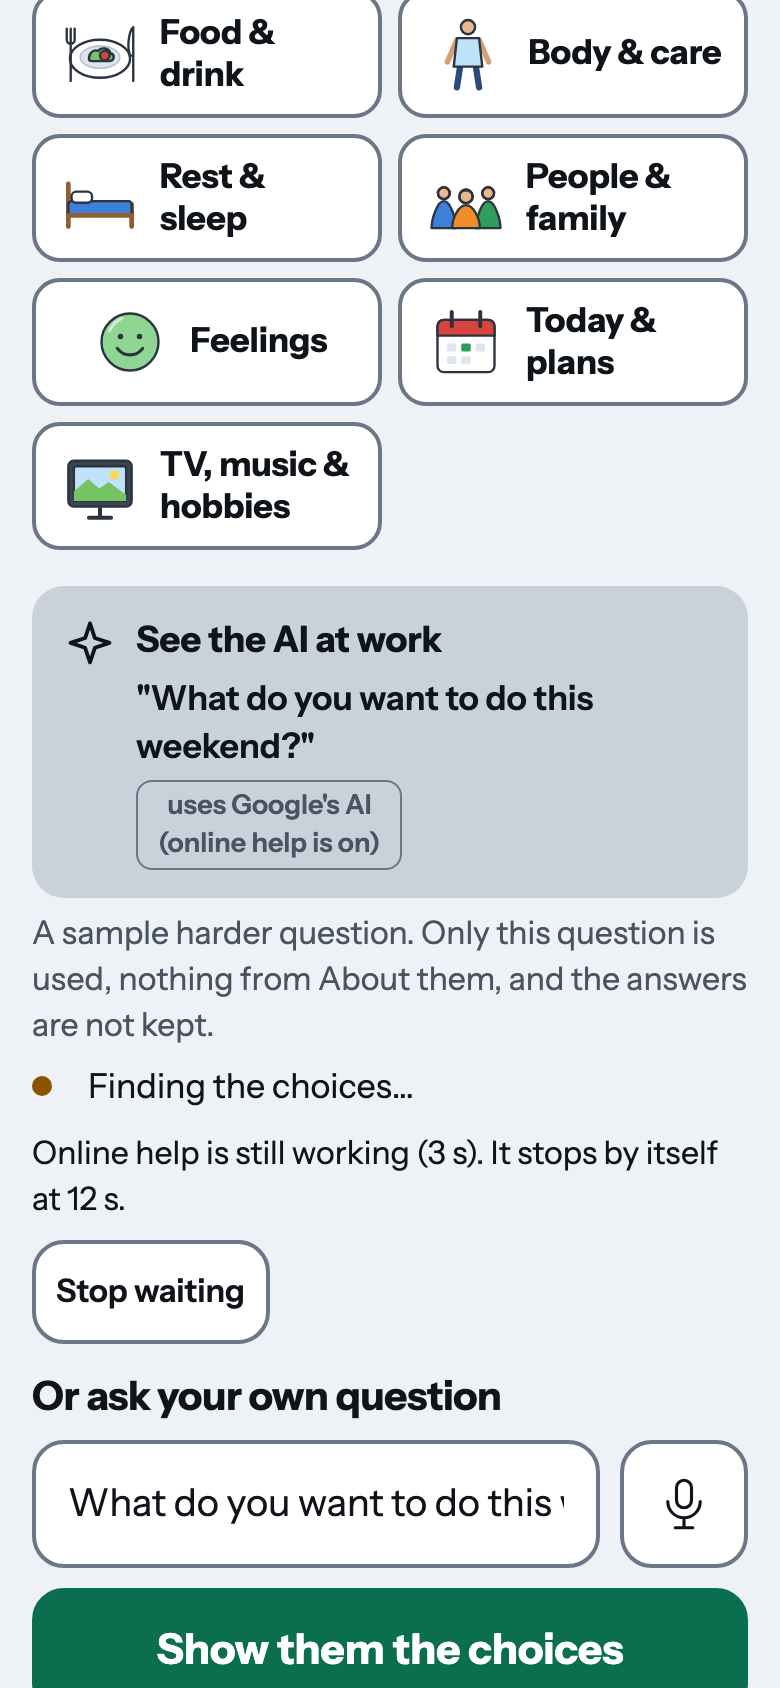 Food &
drink
Body & care
Rest &
sleep
People &
family
Feelings
Today &
plans
TV, music &
hobbies
See the AI at work
"What do you want to do this
weekend?"
uses Google's AI
(online help is on)
A sample harder question. Only this question is
used, nothing from About them, and the answers
are not kept.
Finding the choices...
Online help is still working (3 s). It stops by itself
at 12 s.
Stop waiting
Or ask your own question
What do you want to do this
Show them the choices